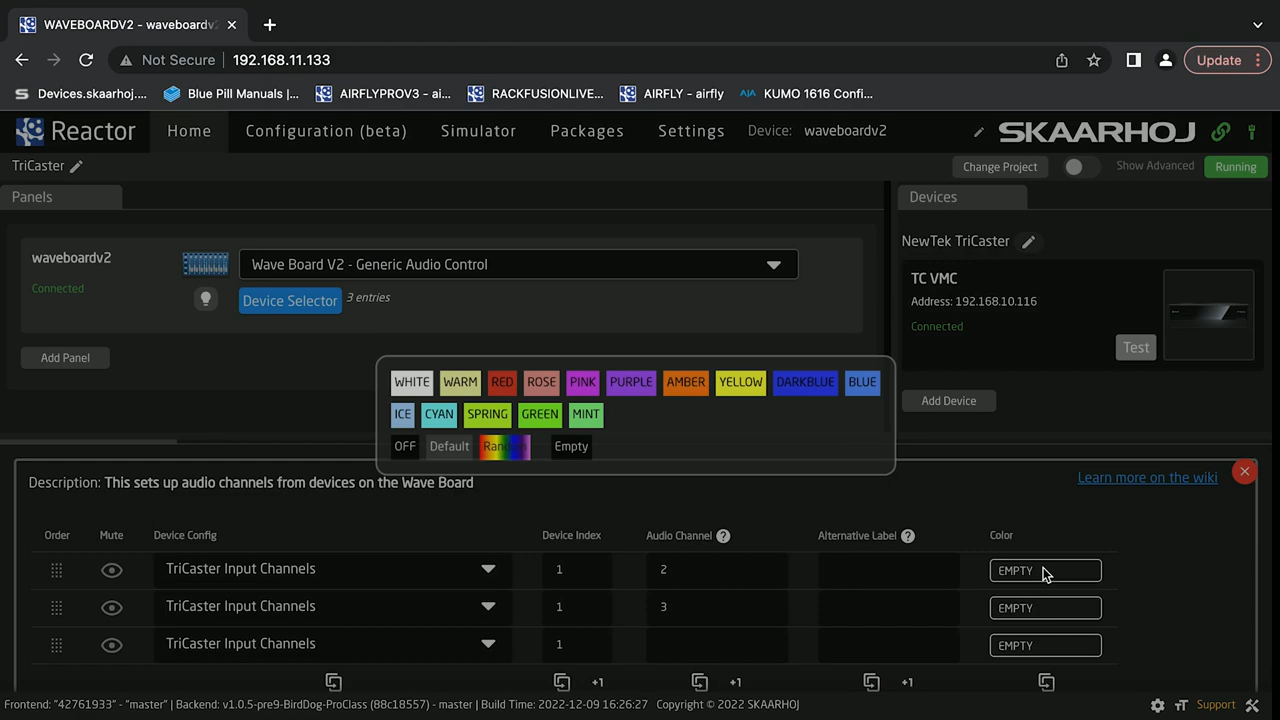 WAVEBOARDV2 - waveboardv2
Not Secure 192.168.11.133 Update
Devices.skaarhoj.... Blue Pill Manuals |... AIRFLYPROV3 - ai... RACKFUSIONLIVE... AIRFLY - airfly KUMO 1616 Confi...
Reactor Home Configuration (beta) Simulator Packages Settings Device: waveboardv2 SKAARHOJ
TriCaster Change Project Show Advanced Running
Panels Devices
NewTek TriCaster
waveboardv2 Wave Board V2 - Generic Audio Control TC VMC
Connected Device Selector 3 entries Address: 192.168.10.116
Connected
Test
Add Panel
WHITE WARM RED ROSE PINK PURPLE AMBER YELLOW DARKBLUE BLUE
Add Device
ICE CYAN SPRING GREEN MINT
OFF Default Random Empty
Description: This sets up audio channels from devices on the Wave Board Learn more on the wiki
Order Mute Device Config Device Index Audio Channel ? Alternative Label ? Color
TriCaster Input Channels 1 2 EMPTY
TriCaster Input Channels 1 3 EMPTY
TriCaster Input Channels 1 EMPTY
+1 +1 +1
Frontend: "42761933" - "master" | Backend: v1.0.5-pre9-BirdDog-ProClass (88c18557) - master | Build Time: 2022-12-09 16:26:27 Copyright © 2022 SKAARHOJ Support